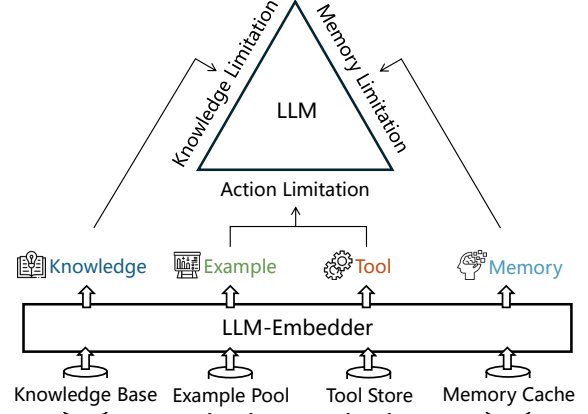 Knowledge Limitation
Memory Limitation
LLM
Action Limitation
Knowledge
Example
Tool
Memory
LLM-Embedder
Knowledge Base
Example Pool
Tool Store
Memory Cache